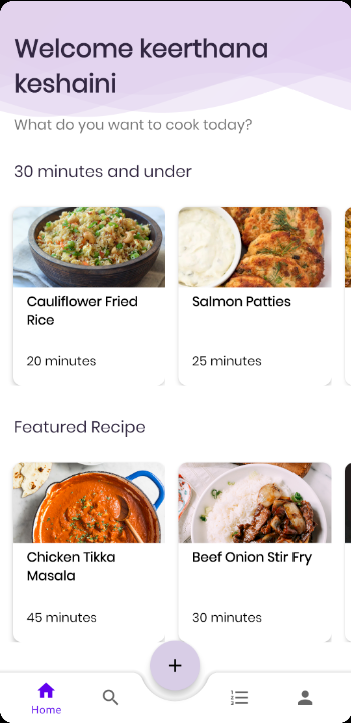 Welcome keerthana
keshaini
What do you want to cook today?
30 minutes and under
Cauliflower Fried
Rice
20 minutes
Salmon Patties
25 minutes
Featured Recipe
Chicken Tikka
Masala
45 minutes
Beef Onion Stir Fry
30 minutes
+
Home